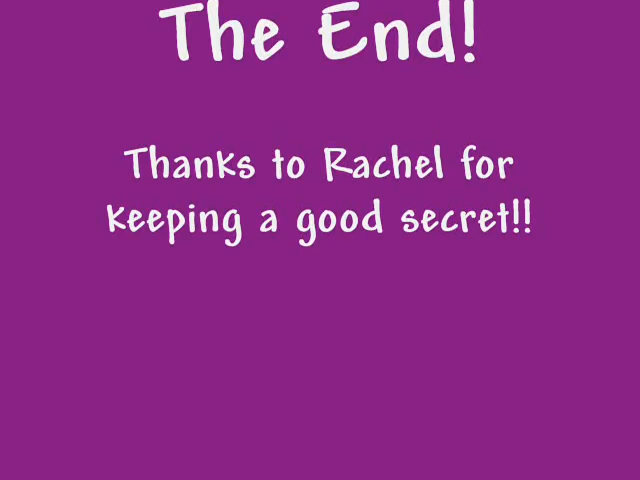 The End!
Thanks to Rachel for
keeping a good secret!!